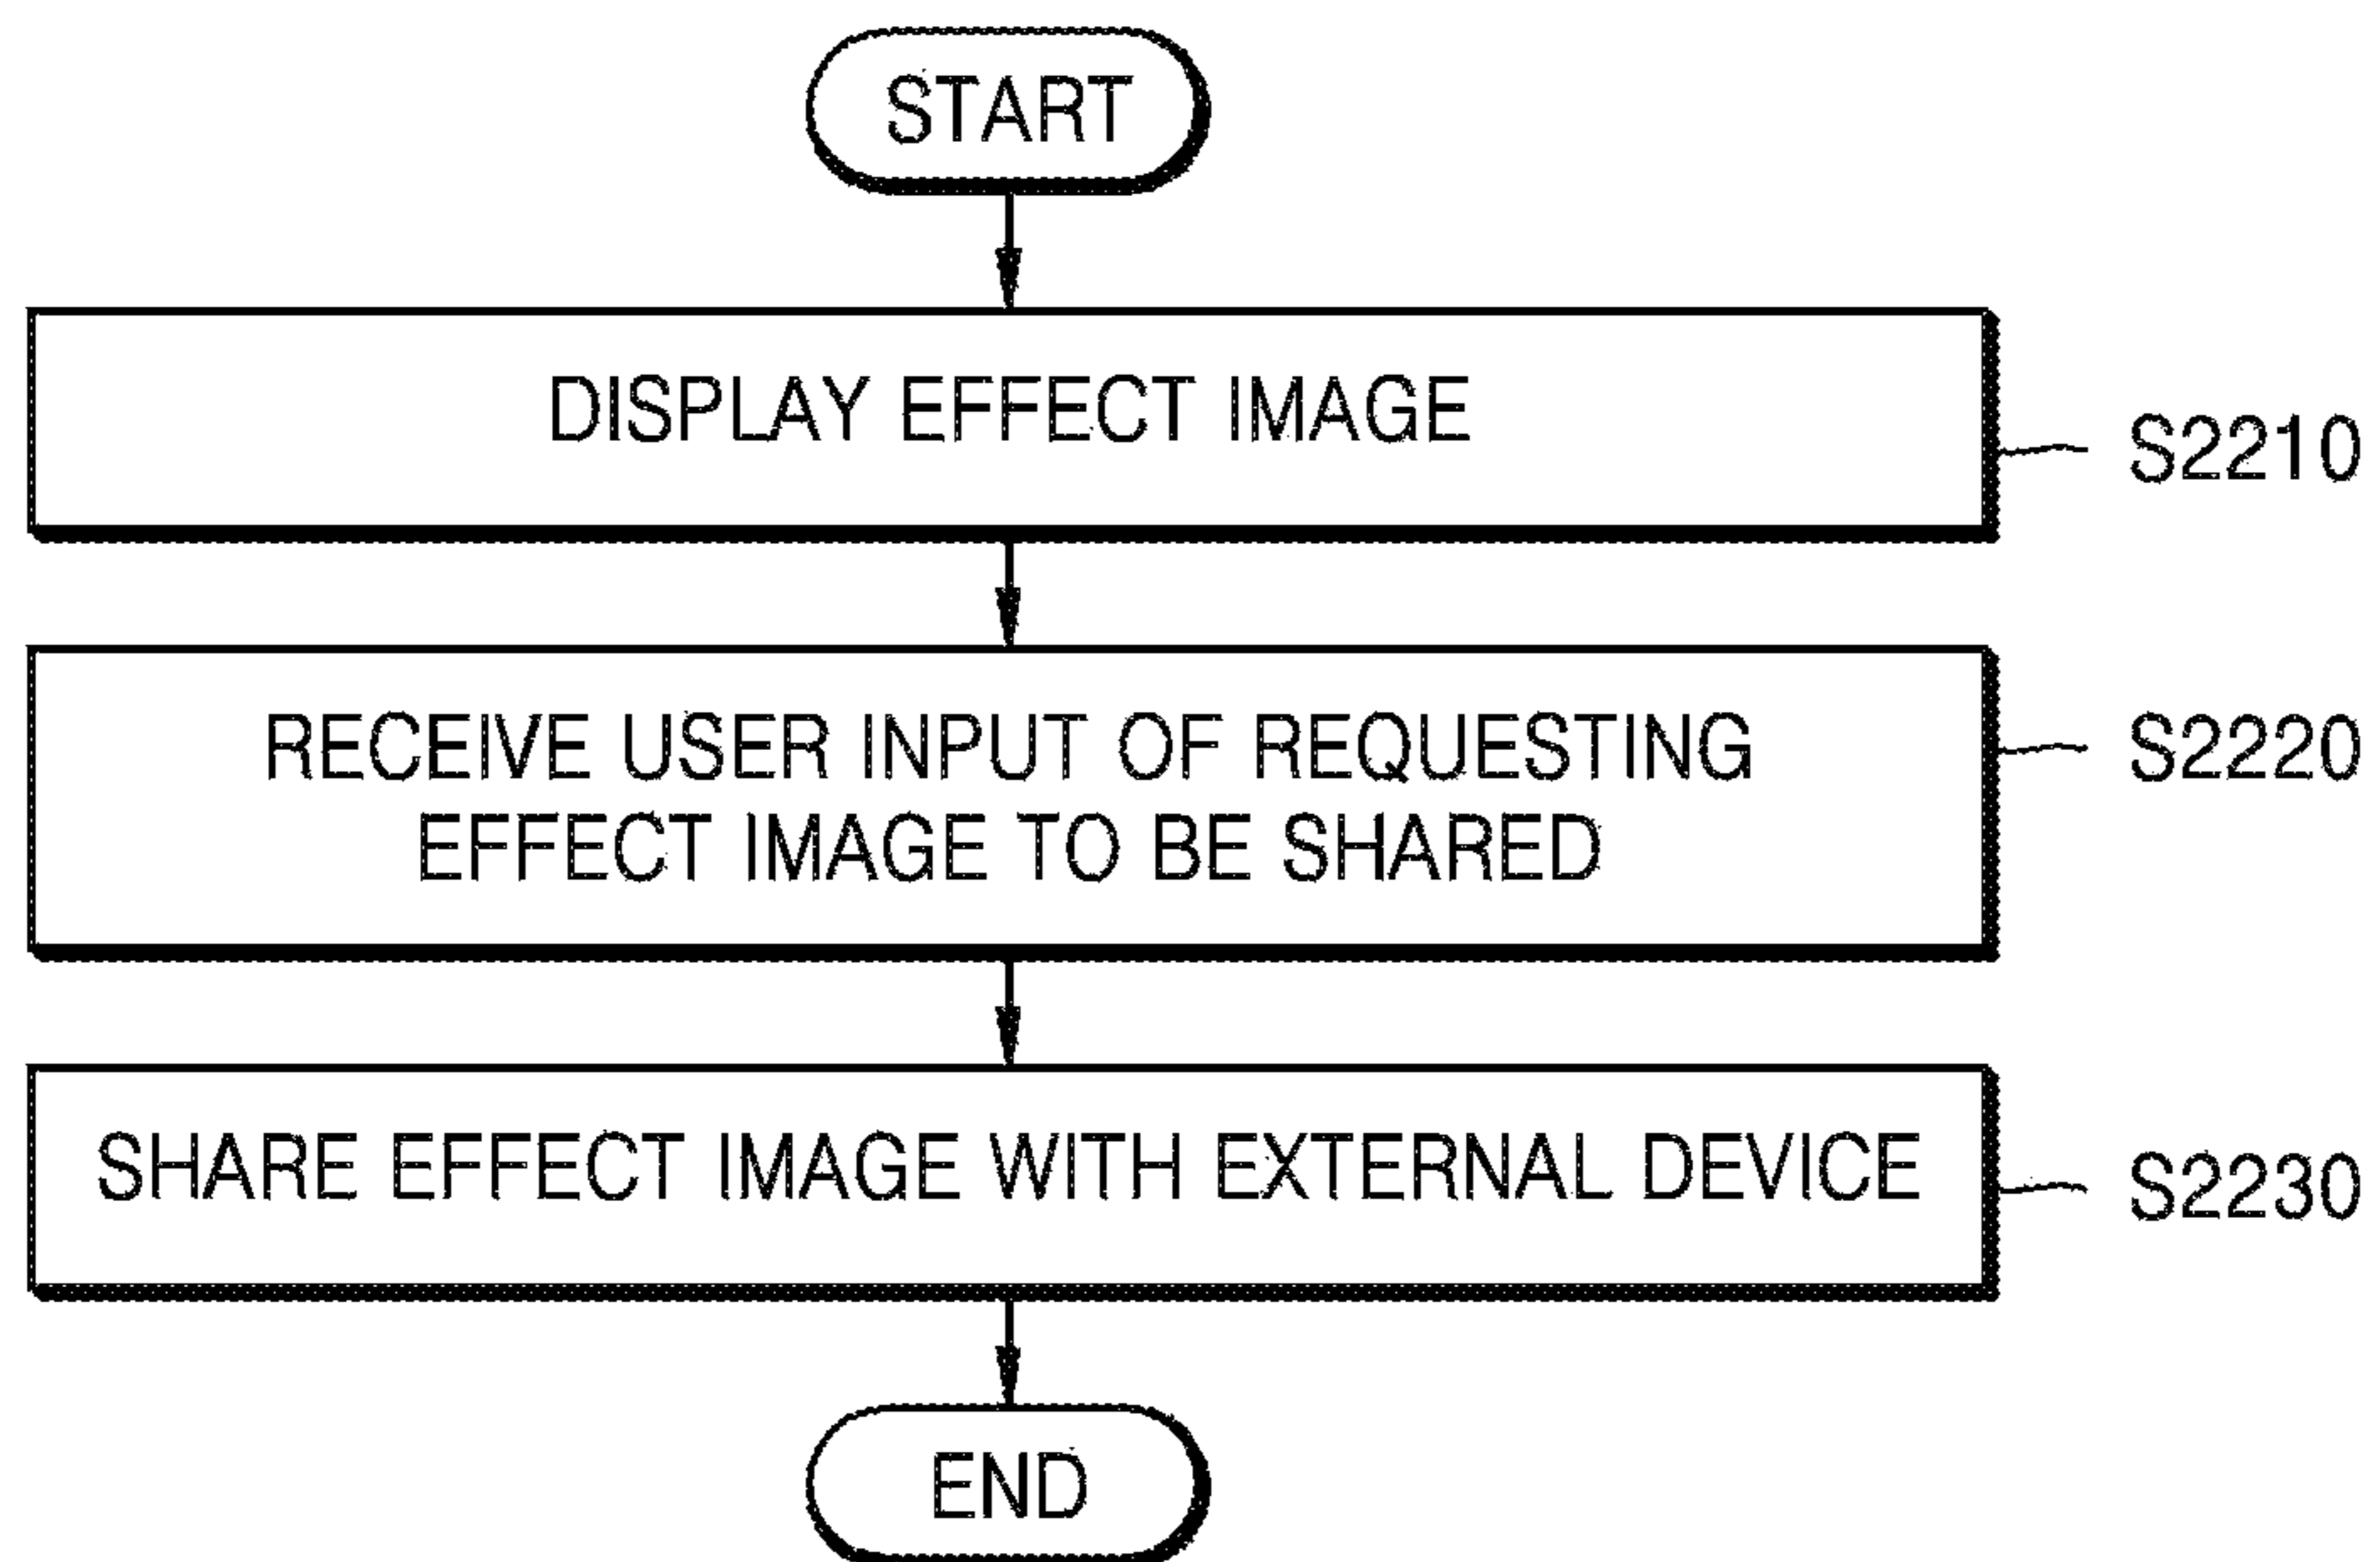 START
DISPLAY EFFECT IMAGE
S2210
RECEIVE USER INPUT OF REQUESTING
EFFECT IMAGE TO BE SHARED
S2220
SHARE EFFECT IMAGE WITH EXTERNAL DEVICE
S2230
END